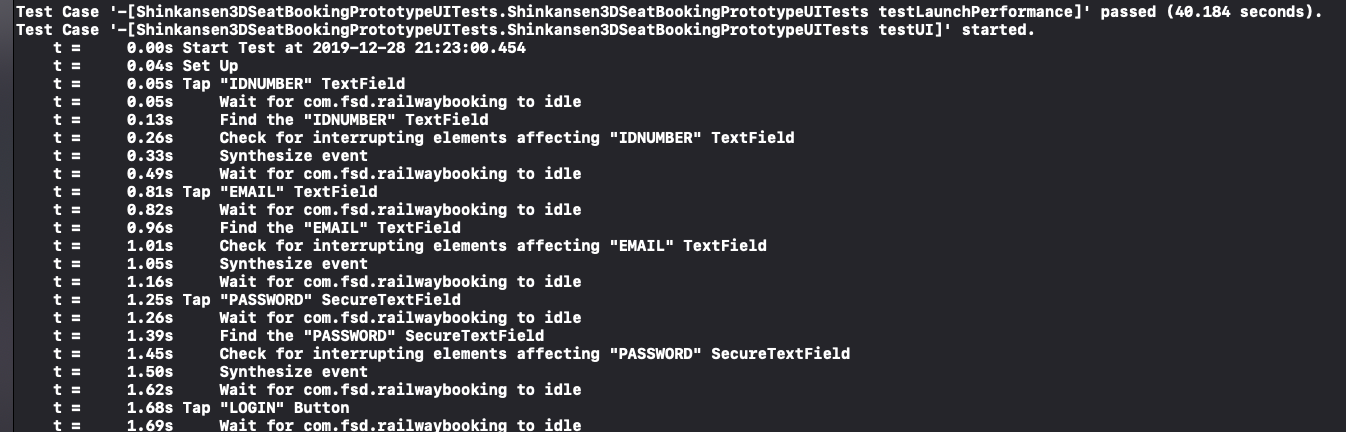 Test Case '-[Shinkansen3DSeatBookingPrototypeUITests.Shinkansen3DSeatBookingPrototypeUITests testLaunchPerformance]' passed (40.184 seconds).
Test Case '-[Shinkansen3DSeatBookingPrototypeUITests.Shinkansen3DSeatBookingPrototypeUITests testUI]' started.
t = 0.00s Start Test at 2019-12-28 21:23:00.454
t = 0.04s Set Up
t = 0.05s Tap "IDNUMBER" TextField
t = 0.05s Wait for com.fsd.railwaybooking to idle
t = 0.13s Find the "IDNUMBER" TextField
t = 0.26s Check for interrupting elements affecting "IDNUMBER" TextField
t = 0.33s Synthesize event
t = 0.49s Wait for com.fsd.railwaybooking to idle
t = 0.81s Tap "EMAIL" TextField
t = 0.82s Wait for com.fsd.railwaybooking to idle
t = 0.96s Find the "EMAIL" TextField
t = 1.01s Check for interrupting elements affecting "EMAIL" TextField
t = 1.05s Synthesize event
t = 1.16s Wait for com.fsd.railwaybooking to idle
t = 1.25s Tap "PASSWORD" SecureTextField
t = 1.26s Wait for com.fsd.railwaybooking to idle
t = 1.39s Find the "PASSWORD" SecureTextField
t = 1.45s Check for interrupting elements affecting "PASSWORD" SecureTextField
t = 1.50s Synthesize event
t = 1.62s Wait for com.fsd.railwaybooking to idle
t = 1.68s Tap "LOGIN" Button
t = 1.69s Wait for com.fsd.railwaybooking to idle